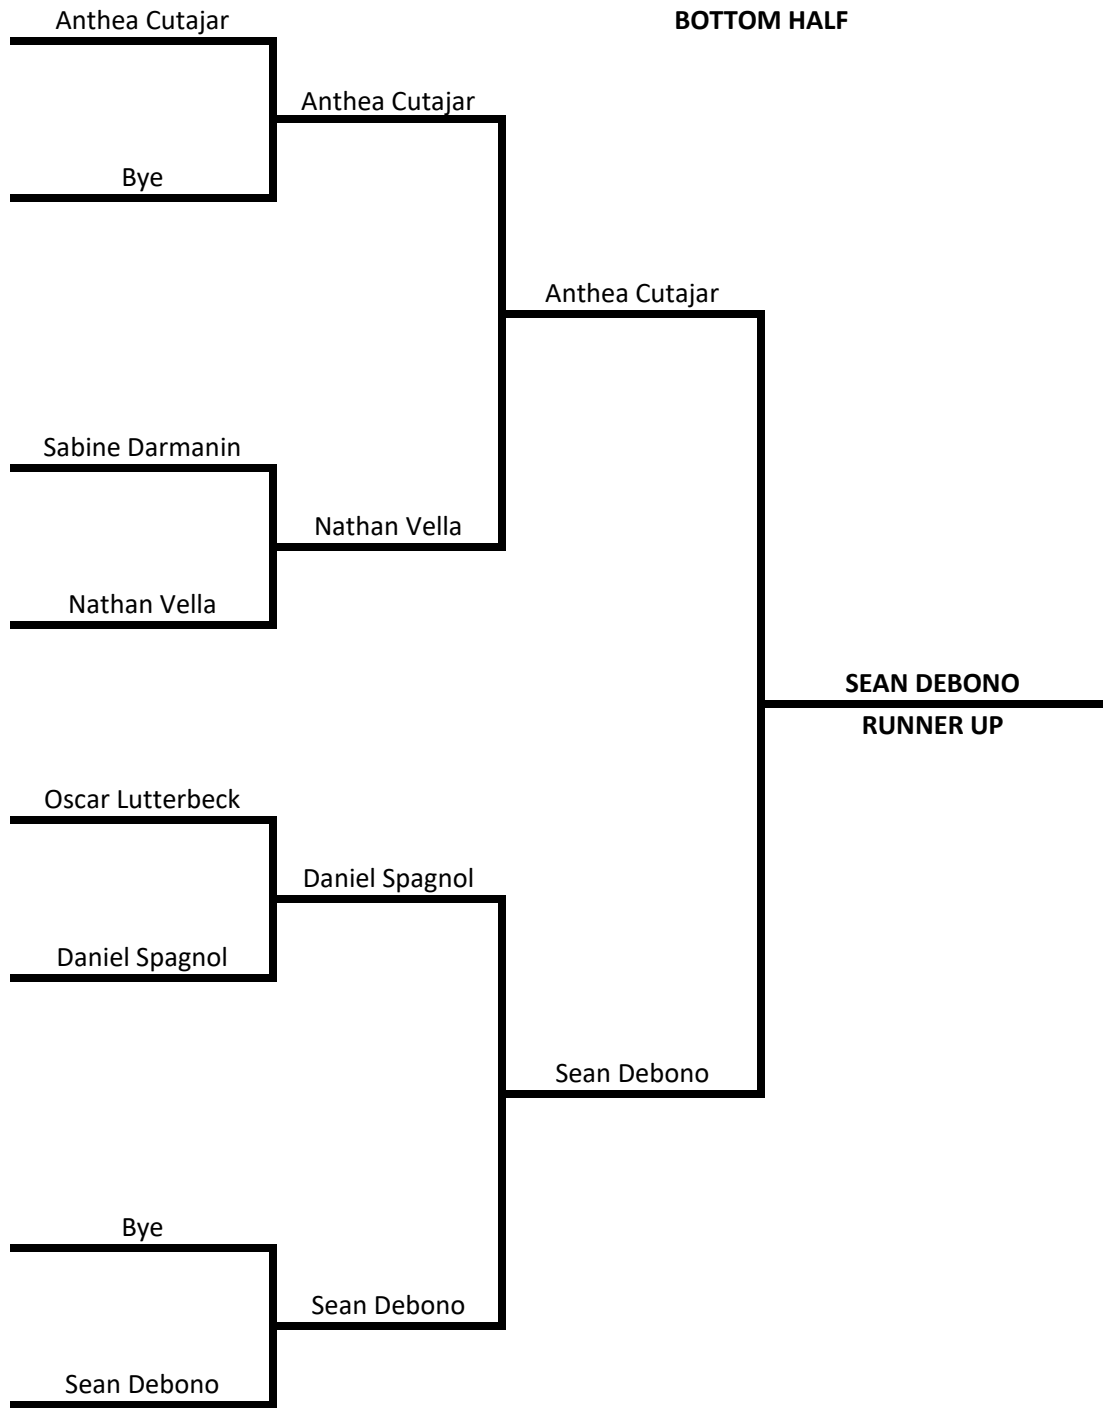 Anthea Cutajar
BOTTOM HALF
Anthea Cutajar
Bye
Anthea Cutajar
Sabine Darmanin
Nathan Vella
Nathan Vella
SEAN DEBONO
RUNNER UP
Oscar Lutterbeck
Daniel Spagnol
Daniel Spagnol
Sean Debono
Bye
Sean Debono
Sean Debono